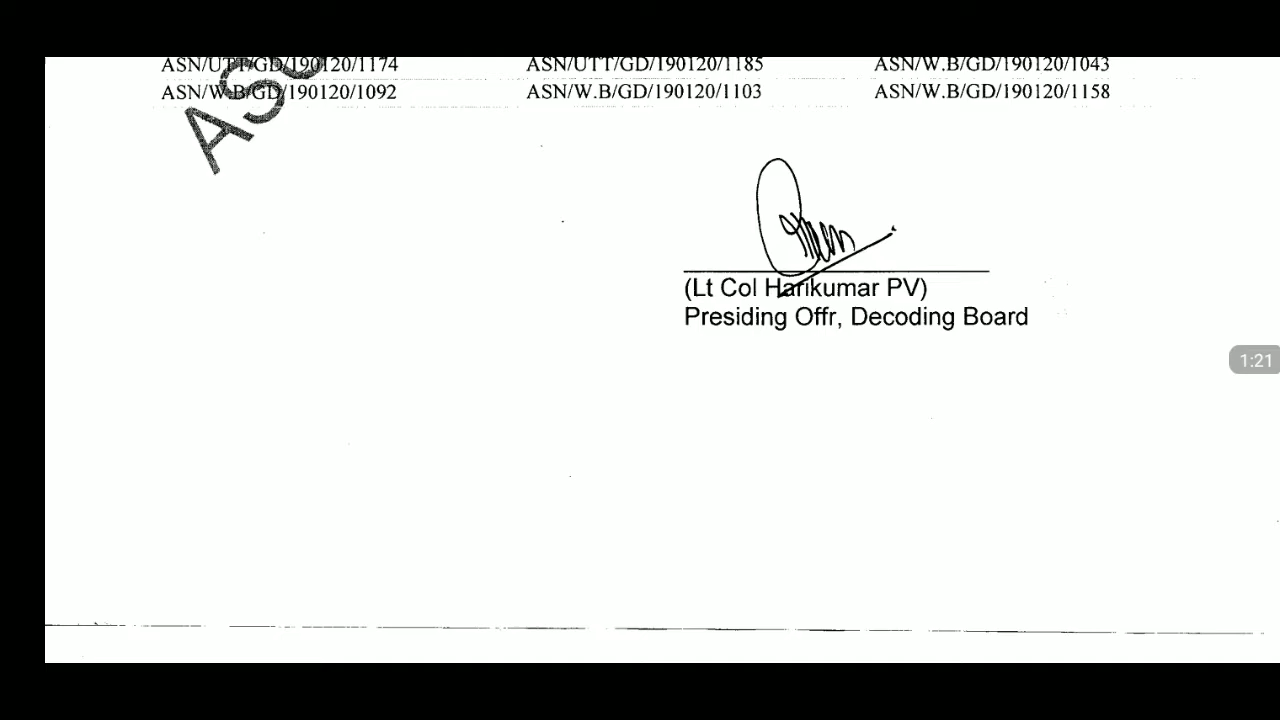 ASN/UTT/GD/190120/1174 ASN/UTT/GD/190120/1185 ASN/W.B/GD/190120/1043
ASN/W.B/GD/190120/1092 ASN/W.B/GD/190120/1103 ASN/W.B/GD/190120/1158
(Lt Col Harikumar PV)
Presiding Offr, Decoding Board
1:21